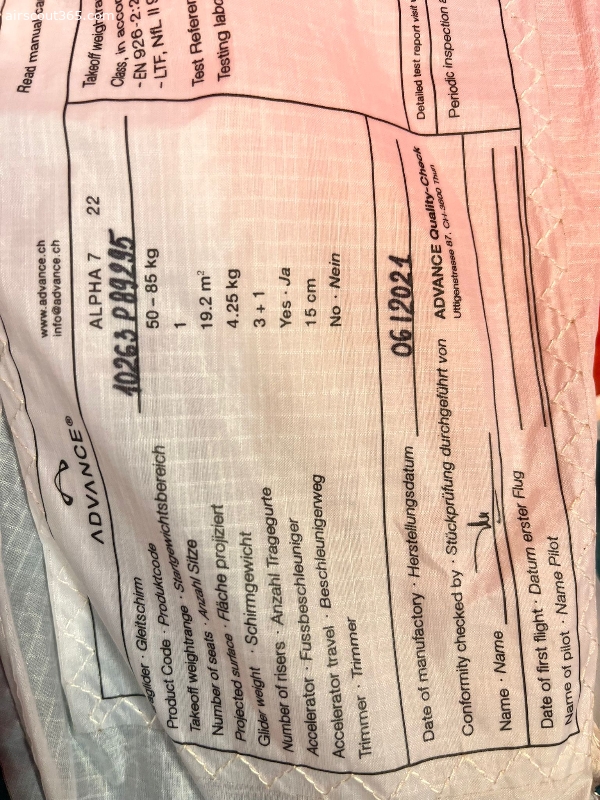 airscout365.com
Read manual
Takeoff weightra
Class, in accor
- EN 926-2:2
- LTF, NfL II 9
Test Referen
Testing labo
Detailed test report visit
Periodic inspection
ADVANCE®
www.advance.ch
info@advance.ch
Gleitschirm ALPHA 7 22
Product Code · Produktcode 10263 P89295
Takeoff weightrange · Startgewichtsbereich 50 – 85 kg
Number of seats · Anzahl Sitze 1
Projected surface · Fläche projiziert 19.2 m²
Glider weight · Schirmgewicht 4.25 kg
Number of risers · Anzahl Tragegurte 3 + 1
Accelerator · Fussbeschleuniger Yes · Ja
Accelerator travel · Beschleunigerweg 15 cm
Trimmer · Trimmer No · Nein
Date of manufactory · Herstellungsdatum 06/2021
Conformity checked by · Stückprüfung durchgeführt von ADVANCE Quality-Check
Uttigenstrasse 87, CH-3600 Thun
Name · Name
Date of first flight · Datum erster Flug
Name of pilot · Name Pilot